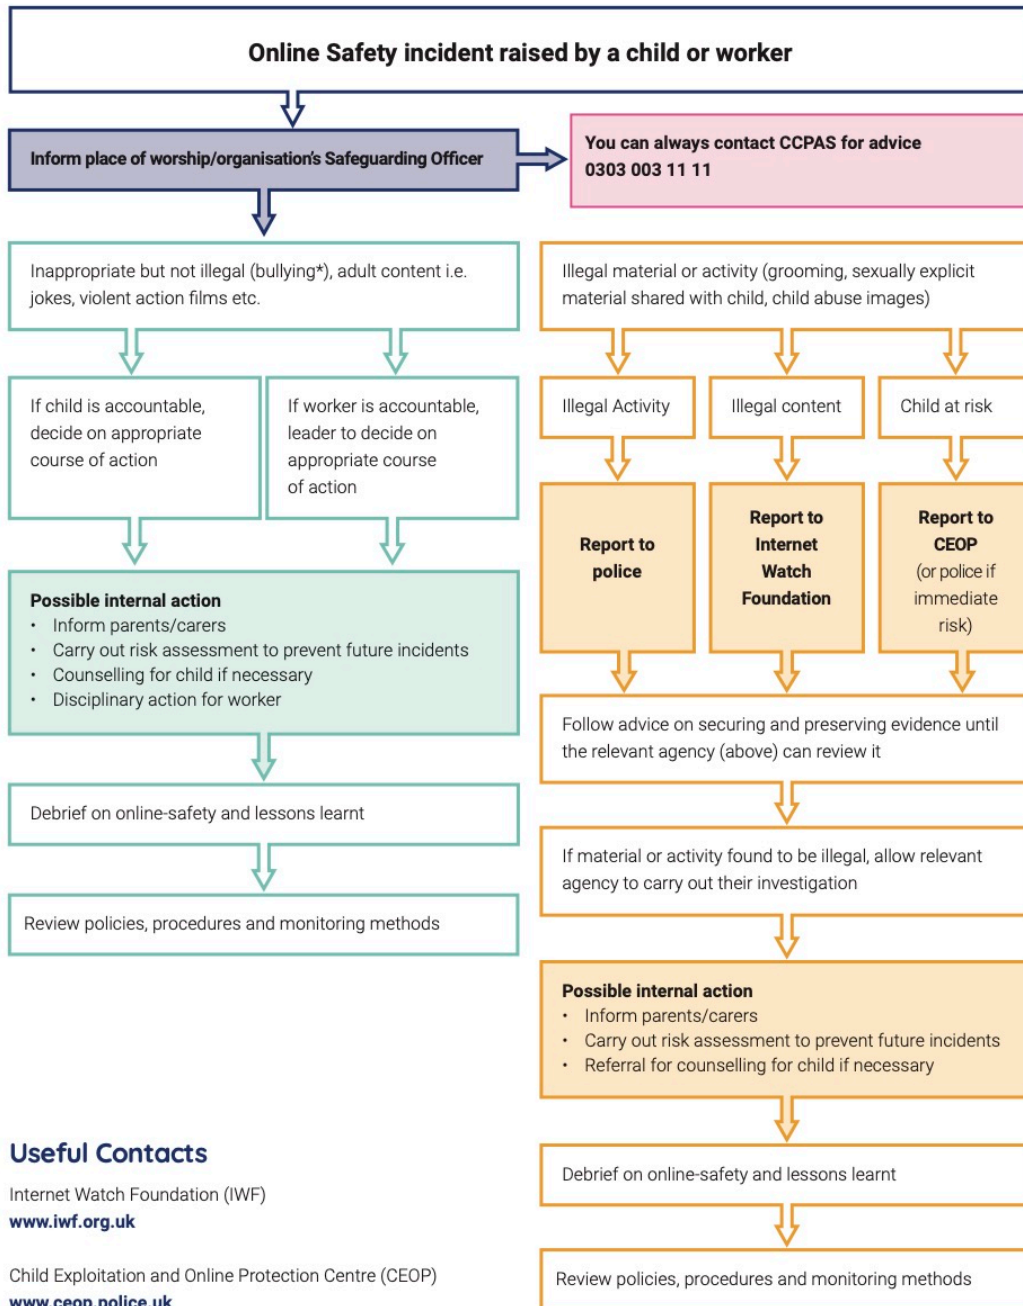 Online Safety incident raised by a child or worker
Inform place of worship/organisation's Safeguarding Officer
You can always contact CCPAS for advice
0303 003 11 11
Inappropriate but not illegal (bullying*), adult content i.e.
jokes, violent action films etc.
If child is accountable,
decide on appropriate
course of action
If worker is accountable,
leader to decide on
appropriate course
of action
Possible internal action
• Inform parents/carers
• Carry out risk assessment to prevent future incidents
• Counselling for child if necessary
• Disciplinary action for worker
Debrief on online-safety and lessons learnt
Review policies, procedures and monitoring methods
Illegal material or activity (grooming, sexually explicit
material shared with child, child abuse images)
Illegal Activity
Illegal content
Child at risk
Report to
police
Report to
Internet
Watch
Foundation
Report to
CEOP
(or police if
immediate
risk)
Follow advice on securing and preserving evidence until
the relevant agency (above) can review it
If material or activity found to be illegal, allow relevant
agency to carry out their investigation
Possible internal action
• Inform parents/carers
• Carry out risk assessment to prevent future incidents
• Referral for counselling for child if necessary
Debrief on online-safety and lessons learnt
Review policies, procedures and monitoring methods
Useful Contacts
Internet Watch Foundation (IWF)
www.iwf.org.uk
Child Exploitation and Online Protection Centre (CEOP)
www.ceop.police.uk